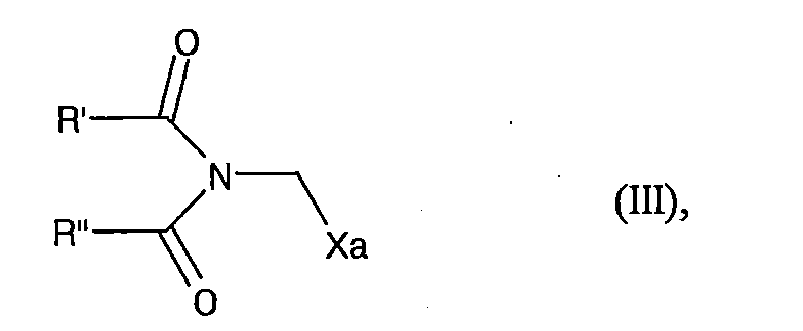 O
R'
N
(III),
R"
Xa
O